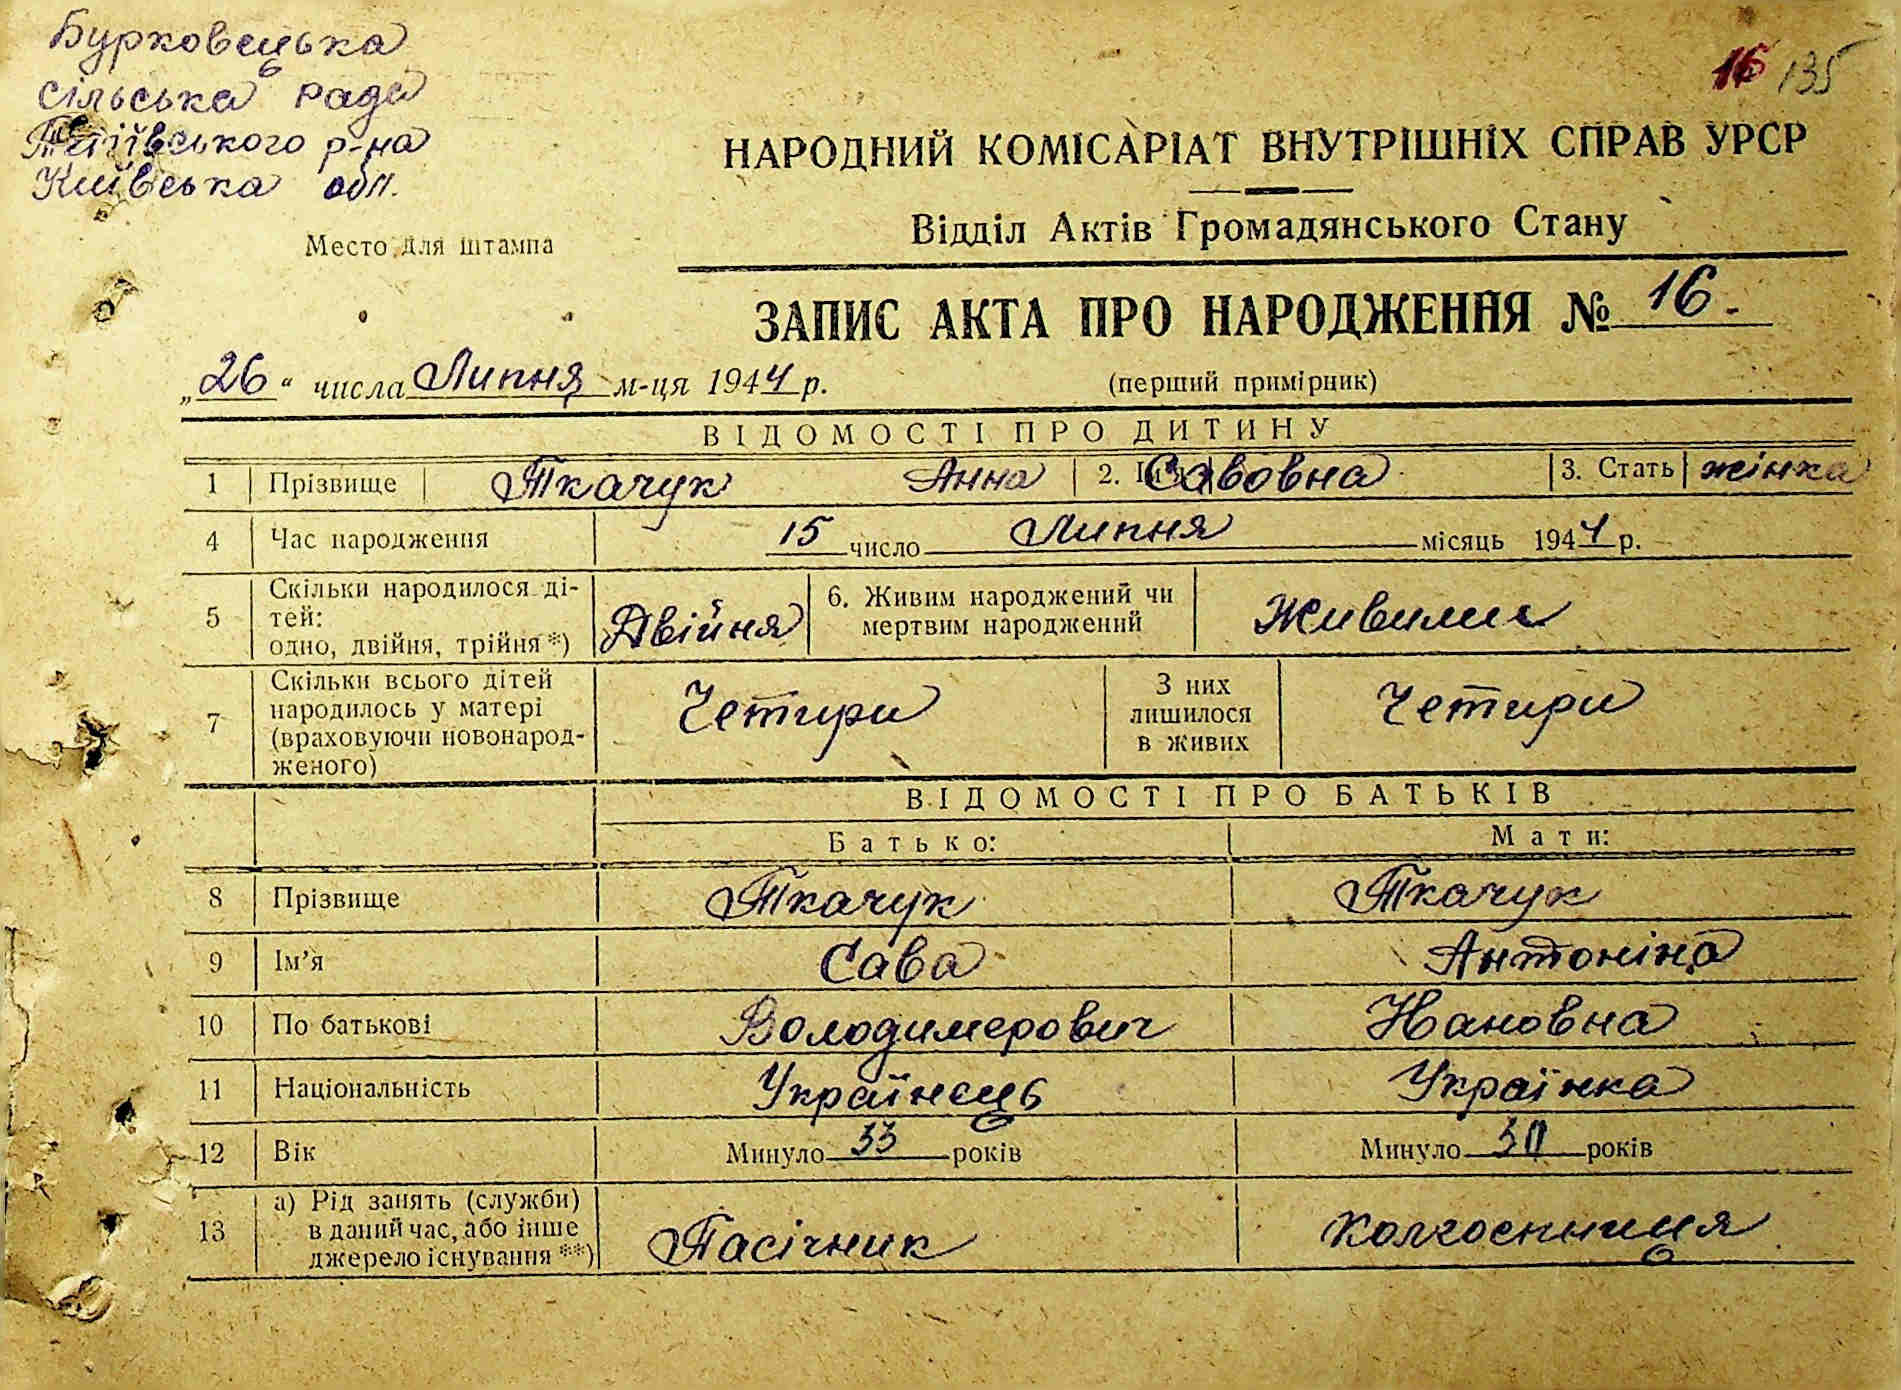 Бурковецька
сільська рада
Тетіївського р-на
Київська обл.
16 135
НАРОДНИЙ КОМІСАРІАТ ВНУТРІШНІХ СПРАВ УРСР
Відділ Актів Громадянського Стану
Место для штампа
ЗАПИС АКТА ПРО НАРОДЖЕННЯ № 16.
„26“ числа Липня м-ця 1944 р. (перший примірник)
ВІДОМОСТІ ПРО ДИТИНУ
1 Прізвище Ткачук Анна 2. Савовна 3. Стать жінка
4 Час народження 15 число Липня місяць 1944 р.
5 Скільки народилося ді-
тей:
одно, двійня, трійня *) Двійня 6. Живим народжений чи
мертвим народжений Живими
7 Скільки всього дітей
народилось у матері
(враховуючи новонарод-
женого) Четири З них
лишилося
в живих Четири
ВІДОМОСТІ ПРО БАТЬКІВ
Батько: Мати:
8 Прізвище Ткачук Ткачук
9 Ім’я Сава Антоніна
10 По батькові Володимерович Нановна
11 Національність Українець Українка
12 Вік Минуло 33 років Минуло 30 років
13 а) Рід занять (служби)
в даний час, або інше
джерело існування **) Пасічник Колгоспниця